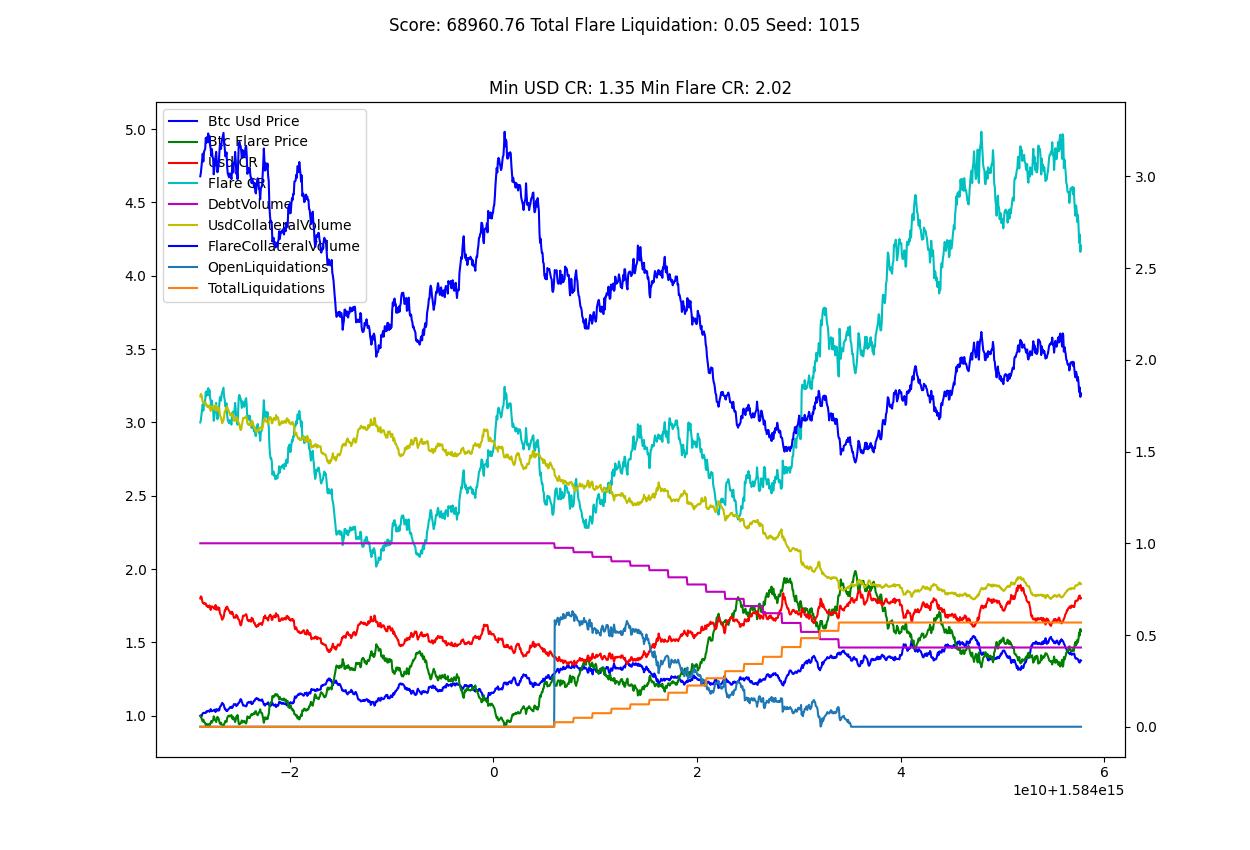 Score: 68960.76 Total Flare Liquidation: 0.05 Seed: 1015
Min USD CR: 1.35 Min Flare CR: 2.02
Btc Usd Price
Btc Flare Price
Usd CR
Flare CR
DebtVolume
UsdCollateralVolume
FlareCollateralVolume
OpenLiquidations
TotalLiquidations
5.0
4.5
4.0
3.5
3.0
2.5
2.0
1.5
1.0
3.0
2.5
2.0
1.5
1.0
0.5
0.0
−2 0 2 4 6
1e10+1.584e15